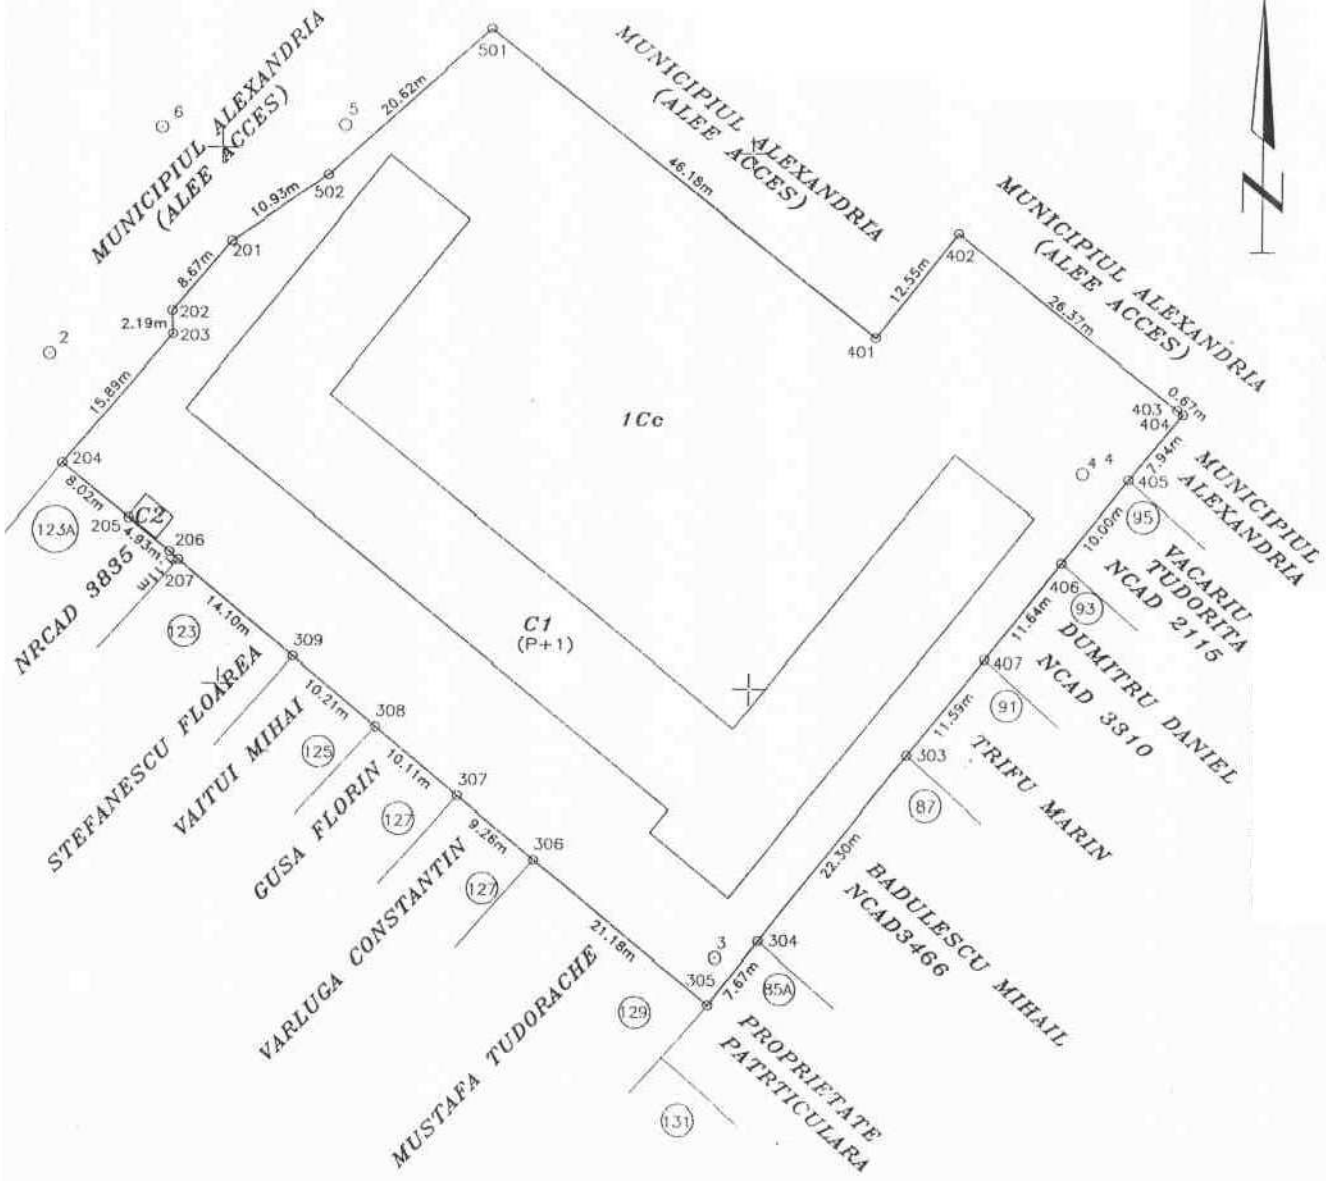 MUNICIPIUL ALEXANDRIA
(ALEE ACCES)
6
5
501
20.62m
502
10.93m
201
8.67m
202
2.19m
203
2
15.89m
204
MUNICIPIUL ALEXANDRIA
(ALEE ACCES)
46.18m
401
12.55m
402
MUNICIPIUL ALEXANDRIA
(ALEE ACCES)
26.37m
0.67m
403
404
7.94m
405
4 4
MUNICIPIUL
ALEXANDRIA
N
1Cc
C1
(P+1)
8.02m
205
C2
4.93m
206
207
123A
NRCAD 3835
123
14.10m
309
STEFANESCU FLOAREA
10.21m
308
VAITUI MIHAI
125
10.11m
307
GUSA FLORIN
127
9.26m
306
VARLUGA CONSTANTIN
127
21.18m
305
MUSTAFA TUDORACHE
129
3
7.67m
304
85A
131
PROPRIETATE
PATRTICULARA
22.30m
303
87
BADULESCU MIHAIL
NCAD3466
11.59m
407
91
TRIFU MARIN
11.64m
406
93
DUMITRU DANIEL
NCAD 3310
10.00m
95
VACARIU
TUDORITA
NCAD 2115